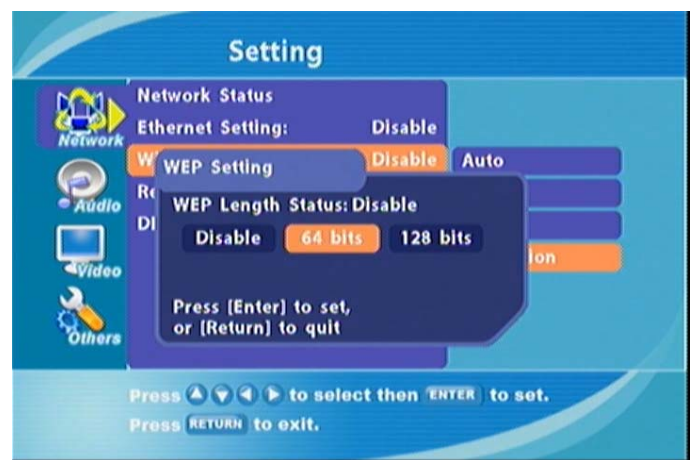 Setting
Network
Audio
Video
Others
Network Status
Ethernet Setting: Disable
Disable
Auto
WEP Setting
WEP Length Status: Disable
Disable 64 bits 128 bits
Press [Enter] to set,
or [Return] to quit
Press to select then ENTER to set.
Press RETURN to exit.